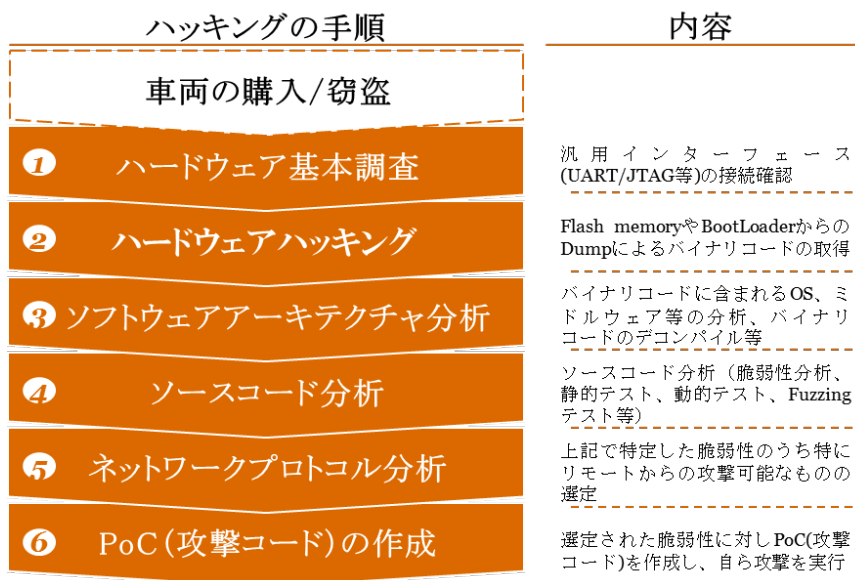 ハッキングの手順
内容
車両の購入/窃盗
1 ハードウェア基本調査
汎用インターフェース
(UART/JTAG等)の接続確認
2 ハードウェアハッキング
Flash memoryやBootLoaderからの
Dumpによるバイナリコードの取得
3 ソフトウェアアーキテクチャ分析
バイナリコードに含まれるOS、ミ
ドルウェア等の分析、バイナリ
コードのデコンパイル等
4 ソースコード分析
ソースコード分析（脆弱性分析、
静的テスト、動的テスト、Fuzzing
テスト等）
5 ネットワークプロトコル分析
上記で特定した脆弱性のうち特に
リモートからの攻撃可能なものの
選定
6 PoC（攻撃コード）の作成
選定された脆弱性に対しPoC(攻撃
コード)を作成し、自ら攻撃を実行